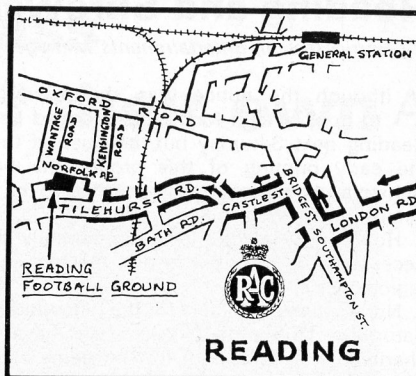 GENERAL STATION
OXFORD ROAD
WANTAGE ROAD
KENSINGTON ROAD
NORFOLK RD.
TILEHURST RD.
CASTLE ST.
BRIDGE ST.
SOUTHAMPTON ST.
LONDON RD
BATH RD.
READING
FOOTBALL GROUND
RAC
READING